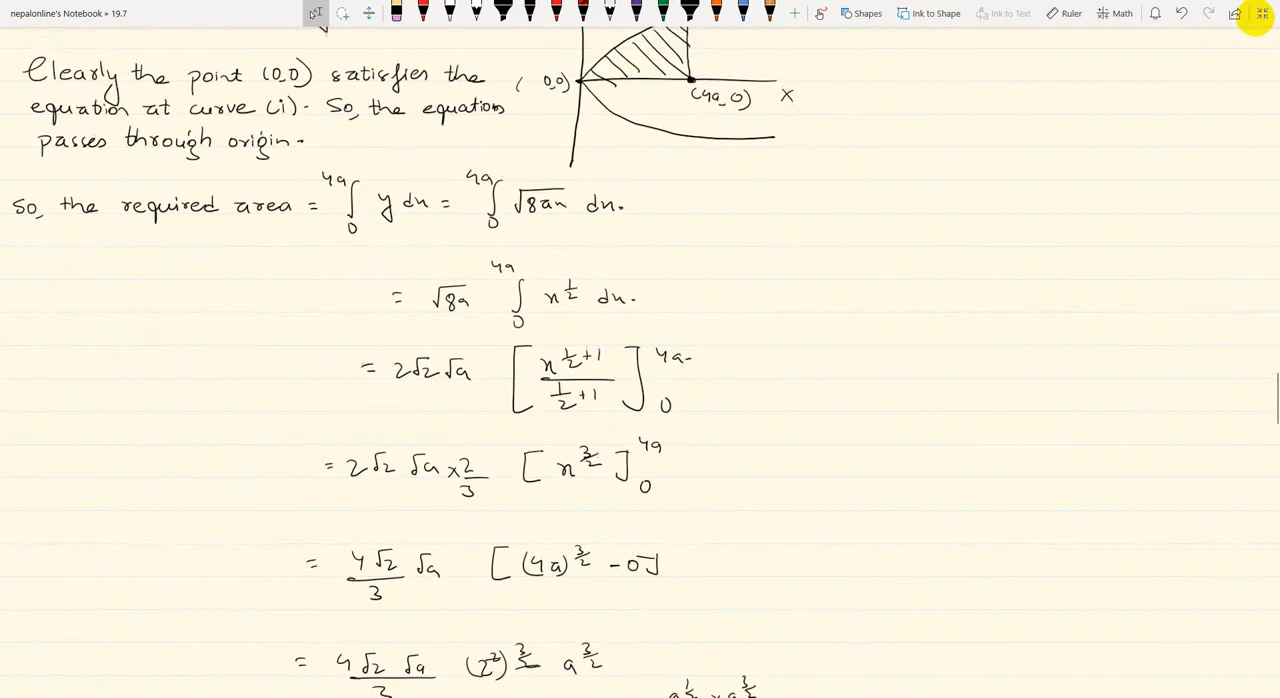 nepalonline's Notebook » 19.7
Shapes Ink to Shape Ink to Text Ruler Math
Clearly the point (0,0) satisfies the
equation at curve (i). So, the equation
passes through origin.
(0,0)
(4a, 0) X
So, the required area = ∫₀^{4a} y dx = ∫₀^{4a} √8ax dx.
= √8a ∫₀^{4a} x^{1/2} dx.
= 2√2 √a [x^{1/2+1} / (1/2+1)]₀^{4a}
= 2√2 √a × 2/3 [x^{3/2}]₀^{4a}
= 4√2/3 √a [(4a)^{3/2} - 0]
= 4√2 √a / 3 (2²)^{3/2} a^{3/2}
a^{1/2} × a^{3/2}